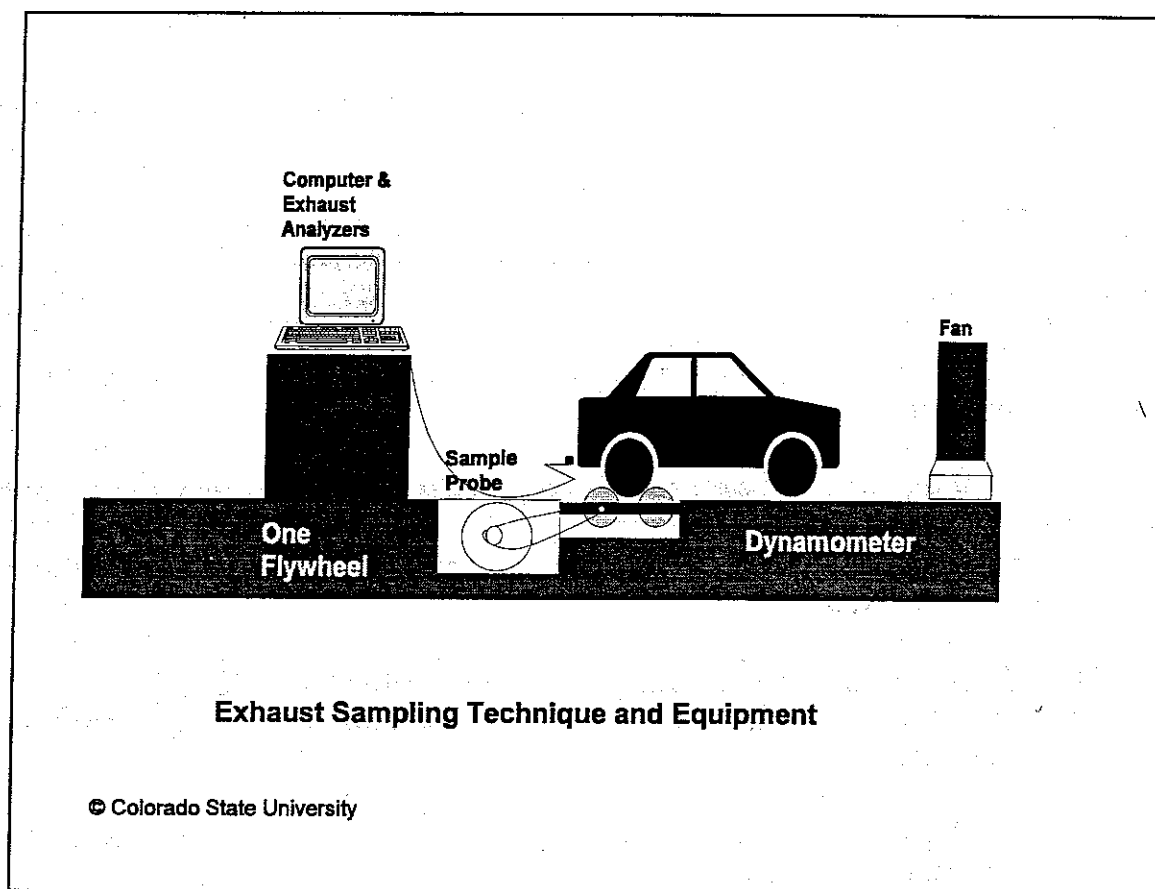 Computer &
Exhaust
Analyzers
Fan
Sample
Probe
One
Flywheel
Dynamometer
Exhaust Sampling Technique and Equipment
© Colorado State University